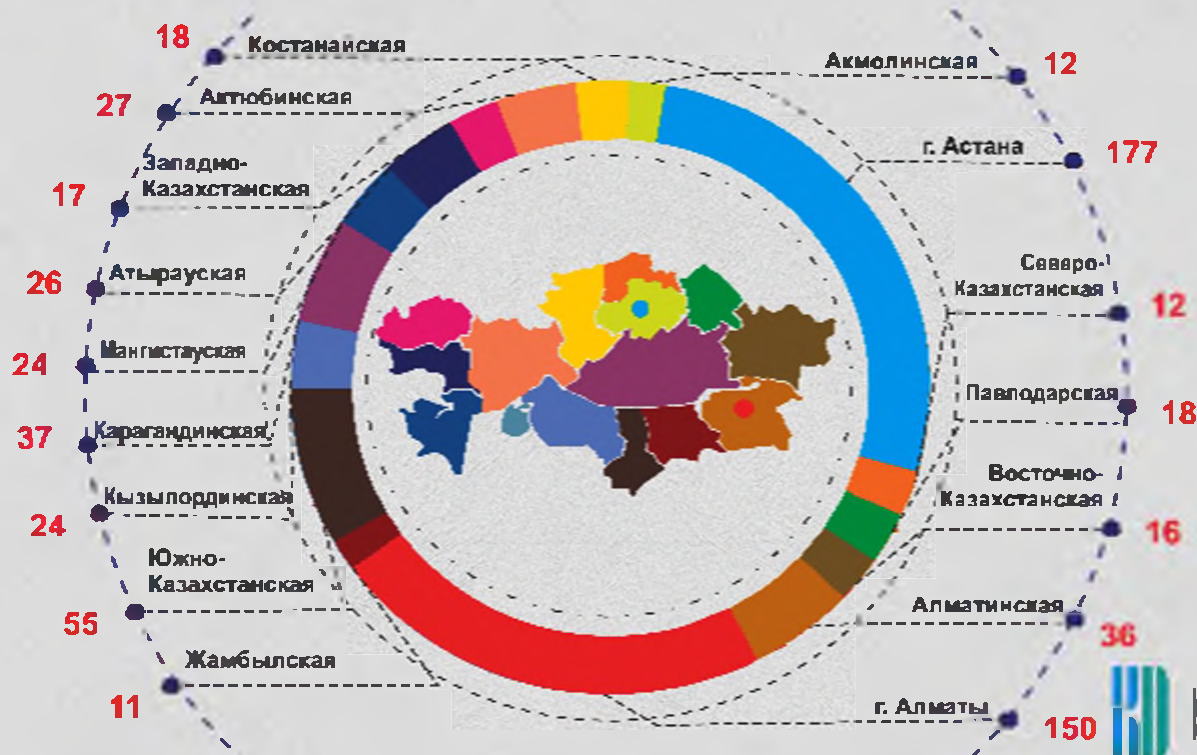 18
Костанайская
27
Актюбинская
Западно-
Казахстанская
17
26
Атырауская
24
Мангистауская
37
Карагандинская
Кызылординская
24
Южно-
Казахстанская
55
Жамбылская
11
Акмолинская
12
г. Астана
177
Северо-
Казахстанская
12
Павлодарская
18
Восточно-
Казахстанская
16
Алматинская
36
г. Алматы
150